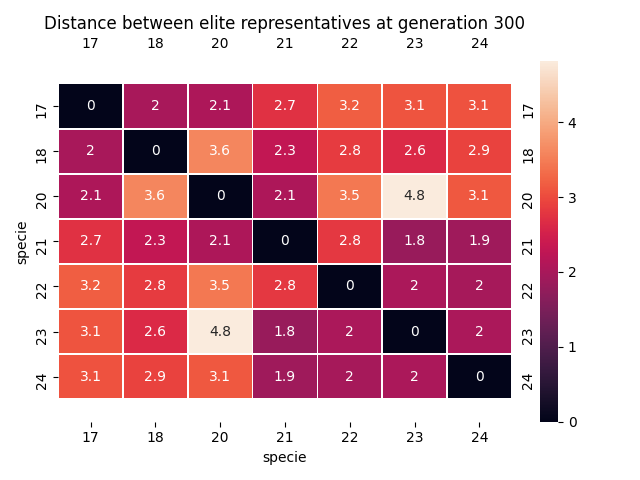 Distance between elite representatives at generation 300
17 18 20 21 22 23 24
17 0 2 2.1 2.7 3.2 3.1 3.1 17
18 2 0 3.6 2.3 2.8 2.6 2.9 18
20 2.1 3.6 0 2.1 3.5 4.8 3.1 20
21 2.7 2.3 2.1 0 2.8 1.8 1.9 21
22 3.2 2.8 3.5 2.8 0 2 2 22
23 3.1 2.6 4.8 1.8 2 0 2 23
24 3.1 2.9 3.1 1.9 2 2 0 24
17 18 20 21 22 23 24
specie
specie
4
3
2
1
0